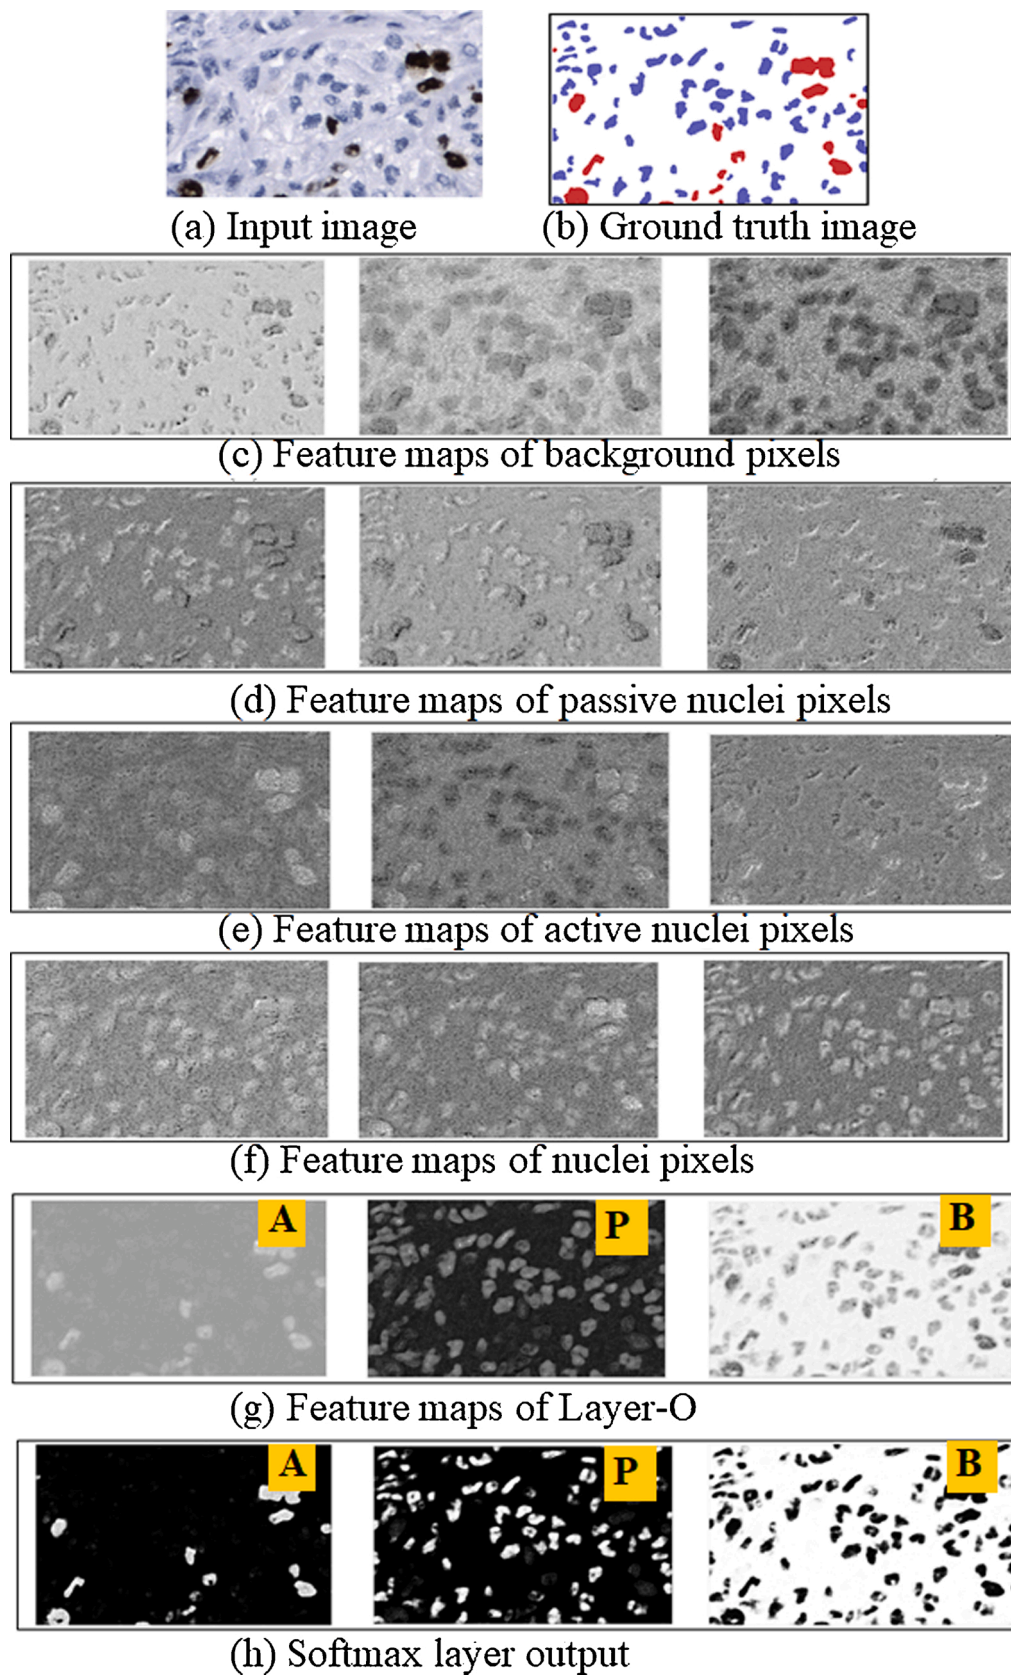 (a) Input image
(b) Ground truth image
(c) Feature maps of background pixels
(d) Feature maps of passive nuclei pixels
(e) Feature maps of active nuclei pixels
(f) Feature maps of nuclei pixels
A P B
(g) Feature maps of Layer-O
A P B
(h) Softmax layer output